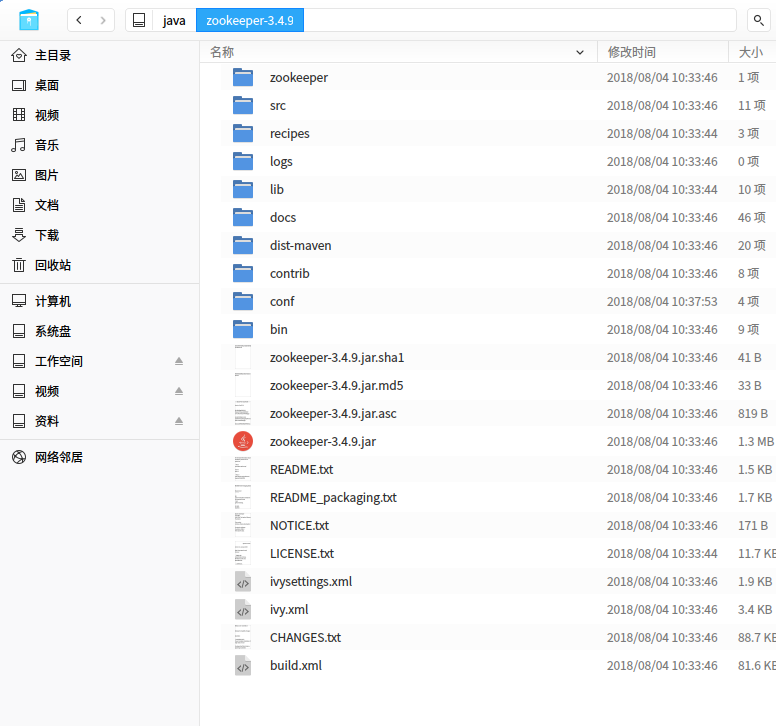 java zookeeper-3.4.9
主目录
桌面
视频
音乐
图片
文档
下载
回收站
计算机
系统盘
工作空间
视频
资料
网络邻居
名称 修改时间 大小
zookeeper 2018/08/04 10:33:46 1 项
src 2018/08/04 10:33:46 11 项
recipes 2018/08/04 10:33:44 3 项
logs 2018/08/04 10:33:46 0 项
lib 2018/08/04 10:33:44 10 项
docs 2018/08/04 10:33:46 46 项
dist-maven 2018/08/04 10:33:46 20 项
contrib 2018/08/04 10:33:46 8 项
conf 2018/08/04 10:37:53 4 项
bin 2018/08/04 10:33:46 9 项
zookeeper-3.4.9.jar.sha1 2018/08/04 10:33:46 41 B
zookeeper-3.4.9.jar.md5 2018/08/04 10:33:46 33 B
zookeeper-3.4.9.jar.asc 2018/08/04 10:33:46 819 B
zookeeper-3.4.9.jar 2018/08/04 10:33:46 1.3 MB
README.txt 2018/08/04 10:33:46 1.5 KB
README_packaging.txt 2018/08/04 10:33:46 1.7 KB
NOTICE.txt 2018/08/04 10:33:46 171 B
LICENSE.txt 2018/08/04 10:33:44 11.7 KB
ivysettings.xml 2018/08/04 10:33:46 1.9 KB
ivy.xml 2018/08/04 10:33:46 3.4 KB
CHANGES.txt 2018/08/04 10:33:46 88.7 KB
build.xml 2018/08/04 10:33:46 81.6 KB